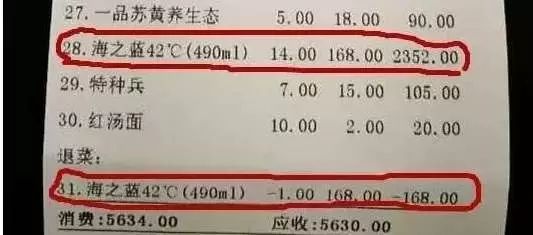 27.一品苏黄养生态 5.00 18.00 90.00
28.海之蓝42℃(490ml) 14.00 168.00 2352.00
29.特种兵 7.00 15.00 105.00
30.红汤面 10.00 2.00 20.00
退菜:
31.海之蓝42℃(490ml) -1.00 168.00 -168.00
消费:5634.00 应收:5630.00